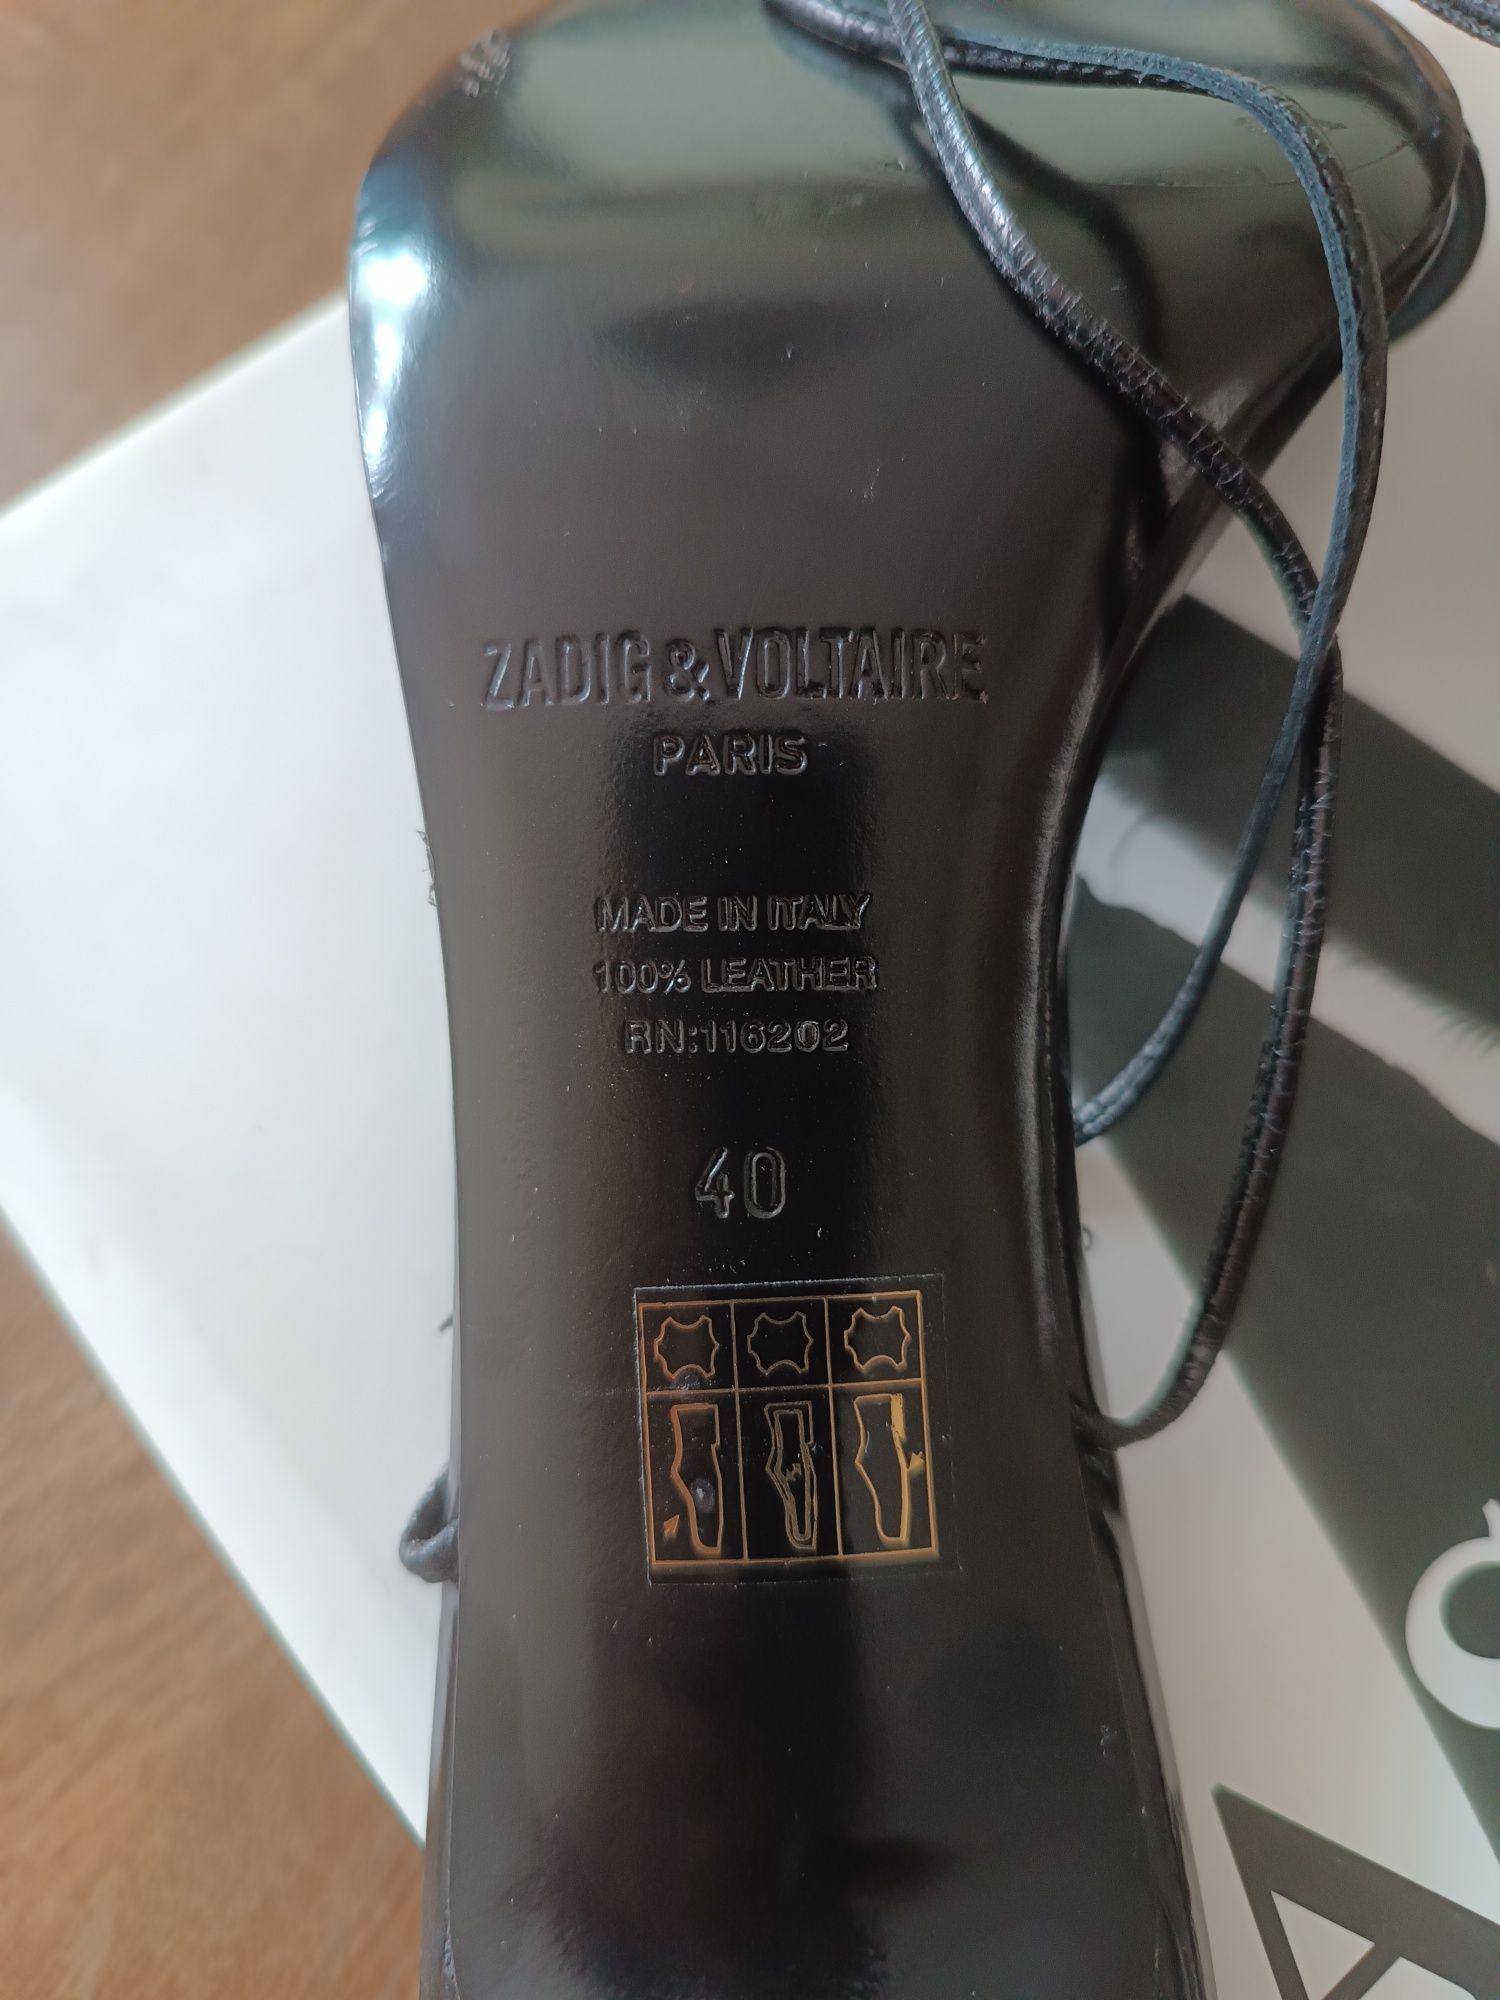 ZADIG & VOLTAIRE
PARIS
MADE IN ITALY
100% LEATHER
RN:116202
40